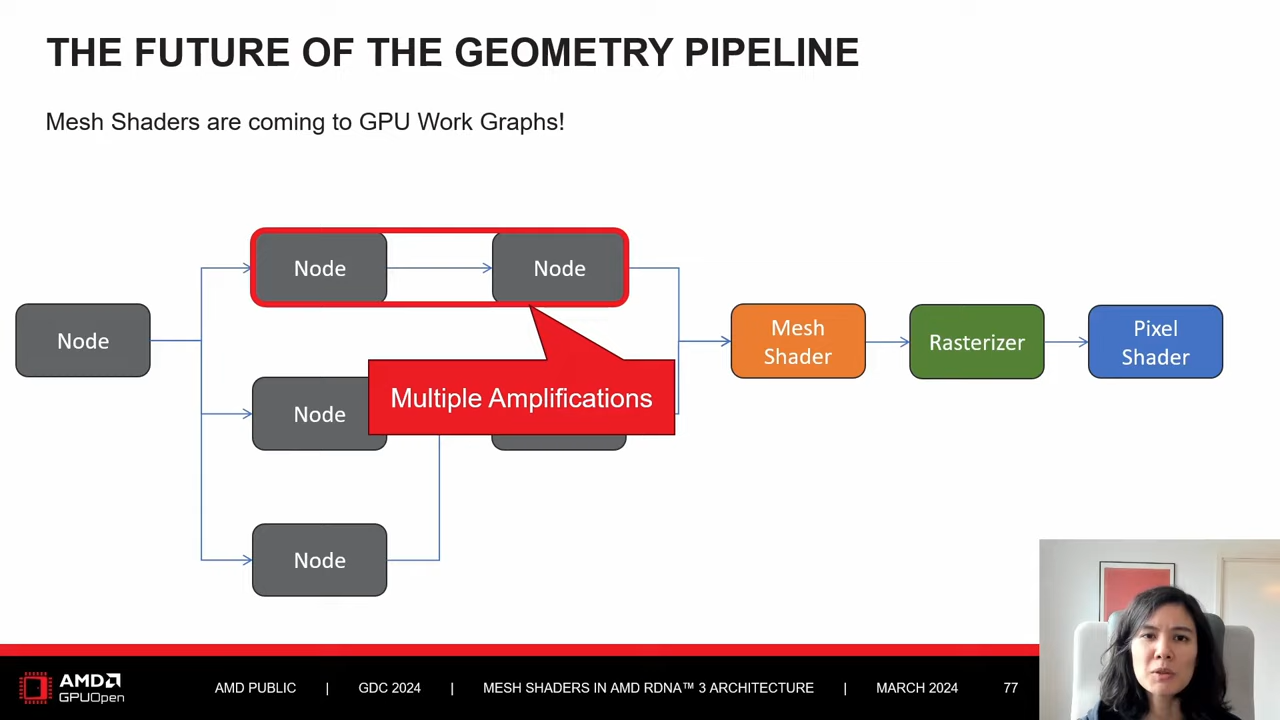 THE FUTURE OF THE GEOMETRY PIPELINE
Mesh Shaders are coming to GPU Work Graphs!
Node
Node
Node
Mesh
Shader
Rasterizer
Pixel
Shader
Multiple Amplifications
Node
Node
AMD
GPUOpen
AMD PUBLIC | GDC 2024 | MESH SHADERS IN AMD RDNA™ 3 ARCHITECTURE | MARCH 2024 77